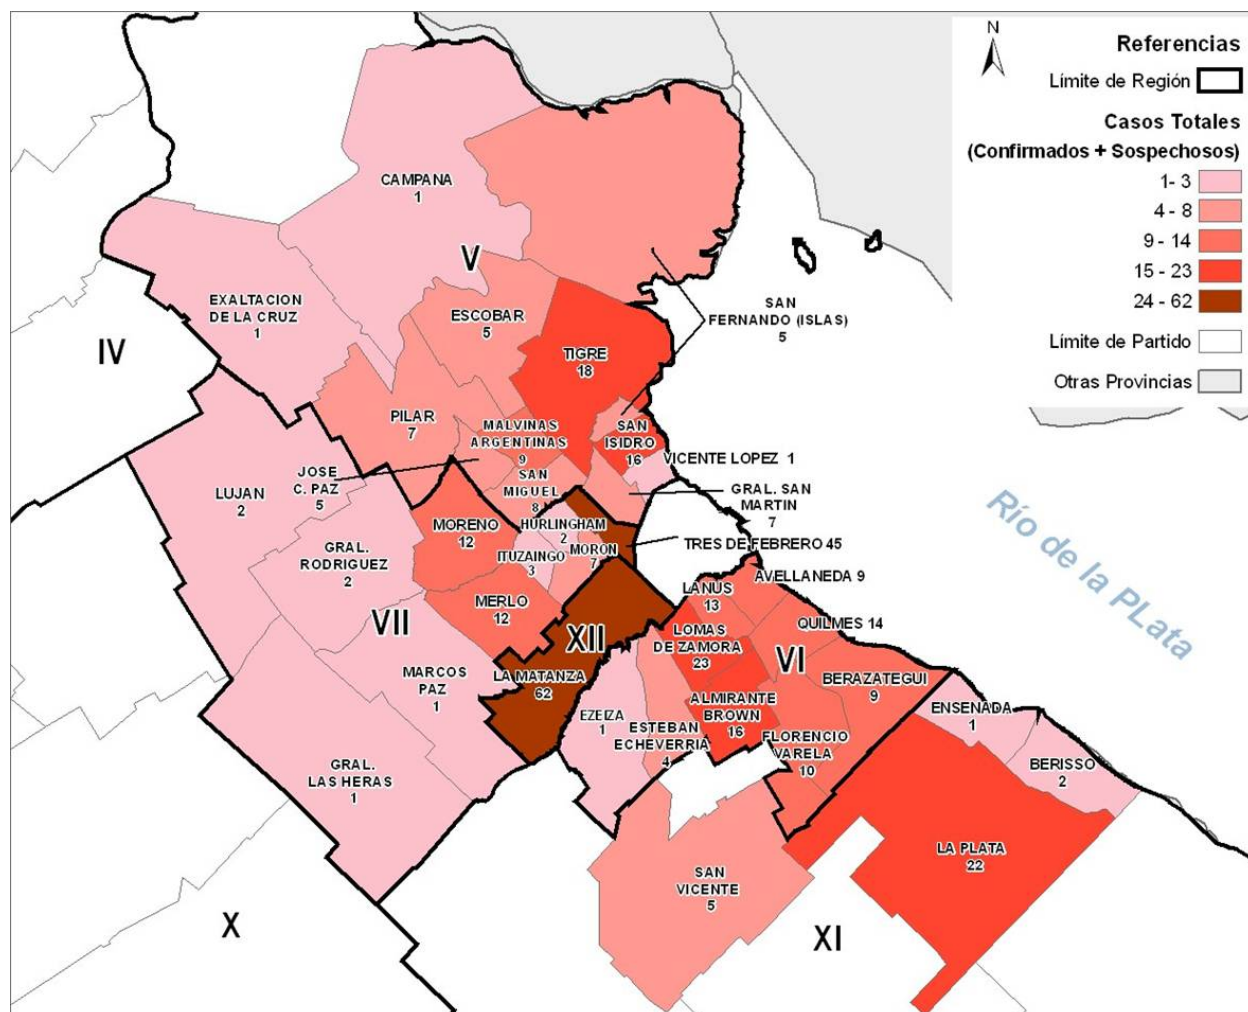 N
Referencias
Límite de Región
Casos Totales
(Confirmados + Sospechosos)
1- 3
4 - 8
9 - 14
15 - 23
24 - 62
Límite de Partido
Otras Provincias
CAMPANA
1
V
EXALTACION
DE LA CRUZ
1
ESCOBAR
5
SAN
FERNANDO (ISLAS)
5
IV
TIGRE
18
PILAR
7
MALVINAS
ARGENTINAS
9
SAN
ISIDRO
16
VICENTE LOPEZ 1
JOSE
C. PAZ
5
SAN
MIGUEL
8
GRAL. SAN
MARTIN
7
LUJAN
2
MORENO
12
HURLINGHAM
2
ITUZAINGO
3
MORON
7
TRES DE FEBRERO 45
GRAL.
RODRIGUEZ
2
LANUS
13
AVELLANEDA 9
MERLO
12
QUILMES 14
VII
XII
LOMAS
DE ZAMORA
23
VI
MARCOS
PAZ
1
LA MATANZA
62
BERAZATEGUI
9
ALMIRANTE
BROWN
16
EZEIZA
1
ESTEBAN
ECHEVERRIA
4
FLORENCIO
VARELA
10
ENSENADA
1
BERISSO
2
GRAL.
LAS HERAS
1
LA PLATA
22
SAN
VICENTE
5
X
XI
Río de la PLata